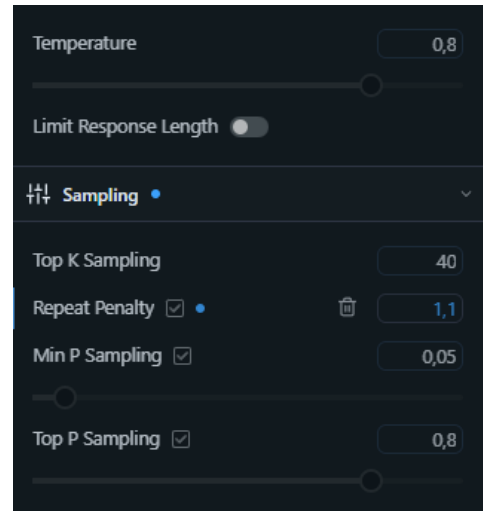 Temperature 0,8
Limit Response Length
Sampling
Top K Sampling 40
Repeat Penalty 1,1
Min P Sampling 0,05
Top P Sampling 0,8